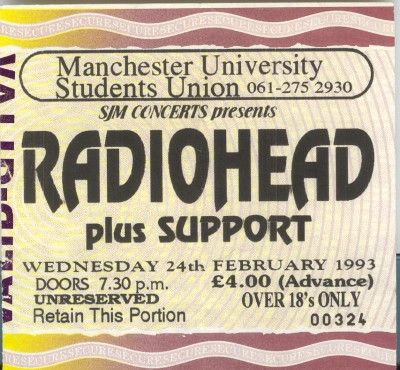 RESECURESECURESECURESECURESECURE
Manchester University
Students Union 061-275 2930
SJM CONCERTS presents
RADIOHEAD
plus SUPPORT
WEDNESDAY 24th FEBRUARY 1993
DOORS 7.30 p.m. £4.00 (Advance)
UNRESERVED OVER 18's ONLY
Retain This Portion 00324